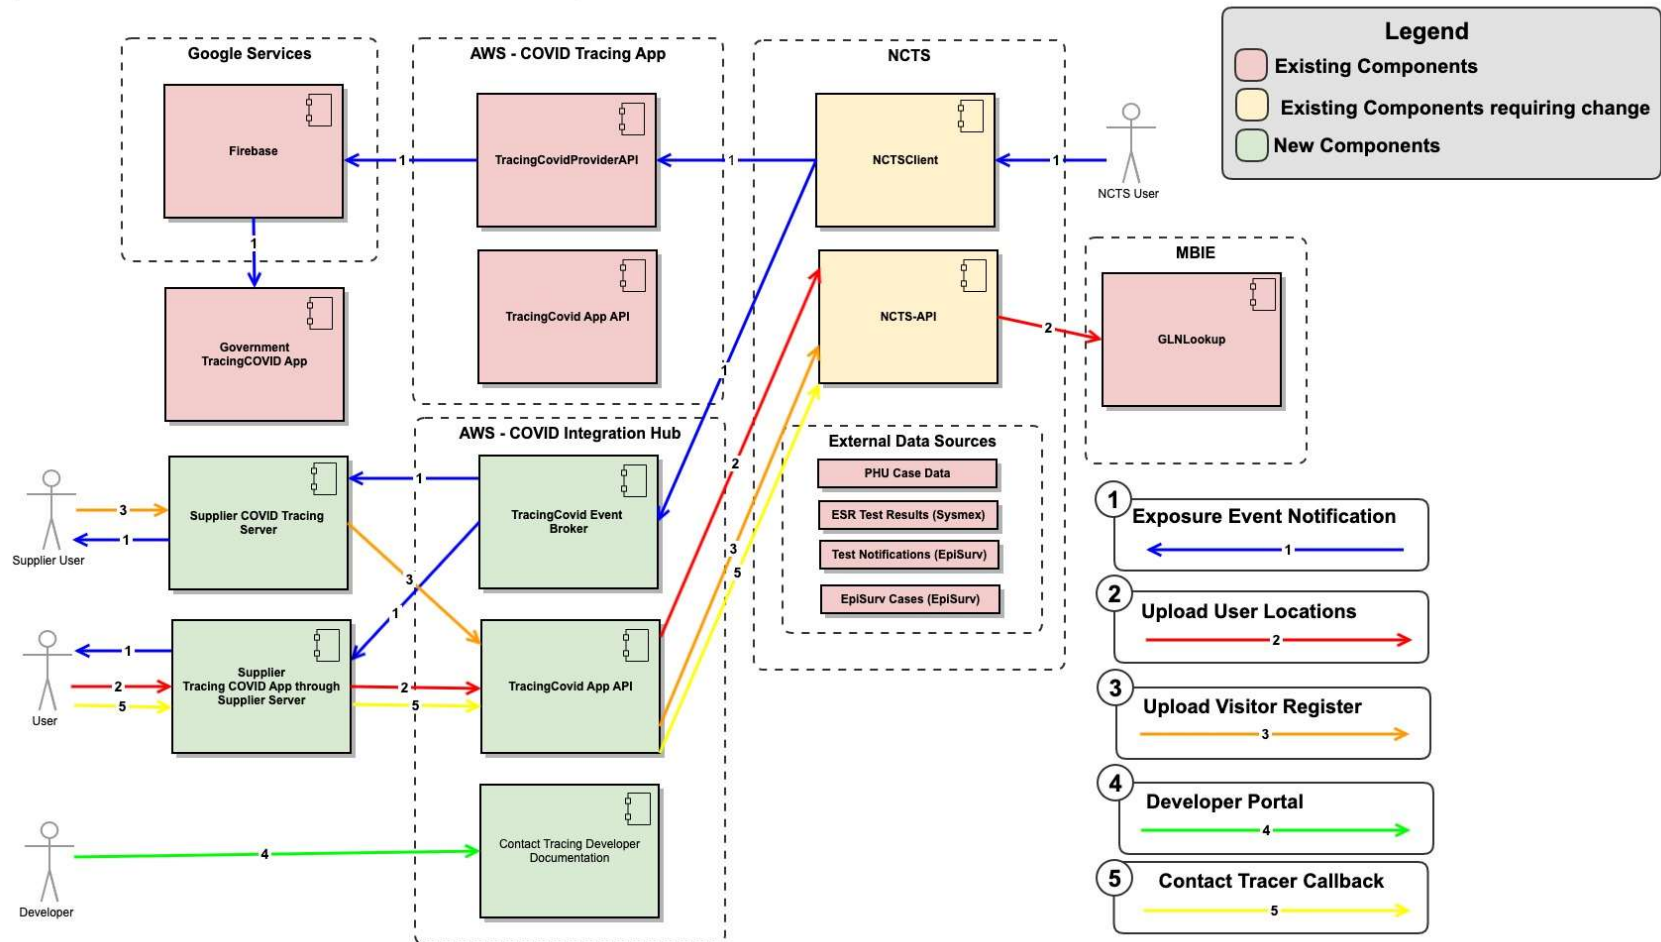 Legend
Existing Components
Existing Components requiring change
New Components
Google Services
AWS - COVID Tracing App
NCTS
Firebase
1
TracingCovidProviderAPI
1
NCTSClient
1
NCTS User
1
MBIE
Government
TracingCOVID App
TracingCovid App API
NCTS-API
2
GLNLookup
1
AWS - COVID Integration Hub
External Data Sources
PHU Case Data
ESR Test Results (Sysmex)
Test Notifications (EpiSurv)
EpiSurv Cases (EpiSurv)
2
3
5
Supplier User
3
1
Supplier COVID Tracing
Server
1
TracingCovid Event
Broker
3
1
User
1
2
5
Supplier
Tracing COVID App through
Supplier Server
2
5
TracingCovid App API
Developer
4
Contact Tracing Developer
Documentation
1
Exposure Event Notification
1
2
Upload User Locations
2
3
Upload Visitor Register
3
4
Developer Portal
4
5
Contact Tracer Callback
5